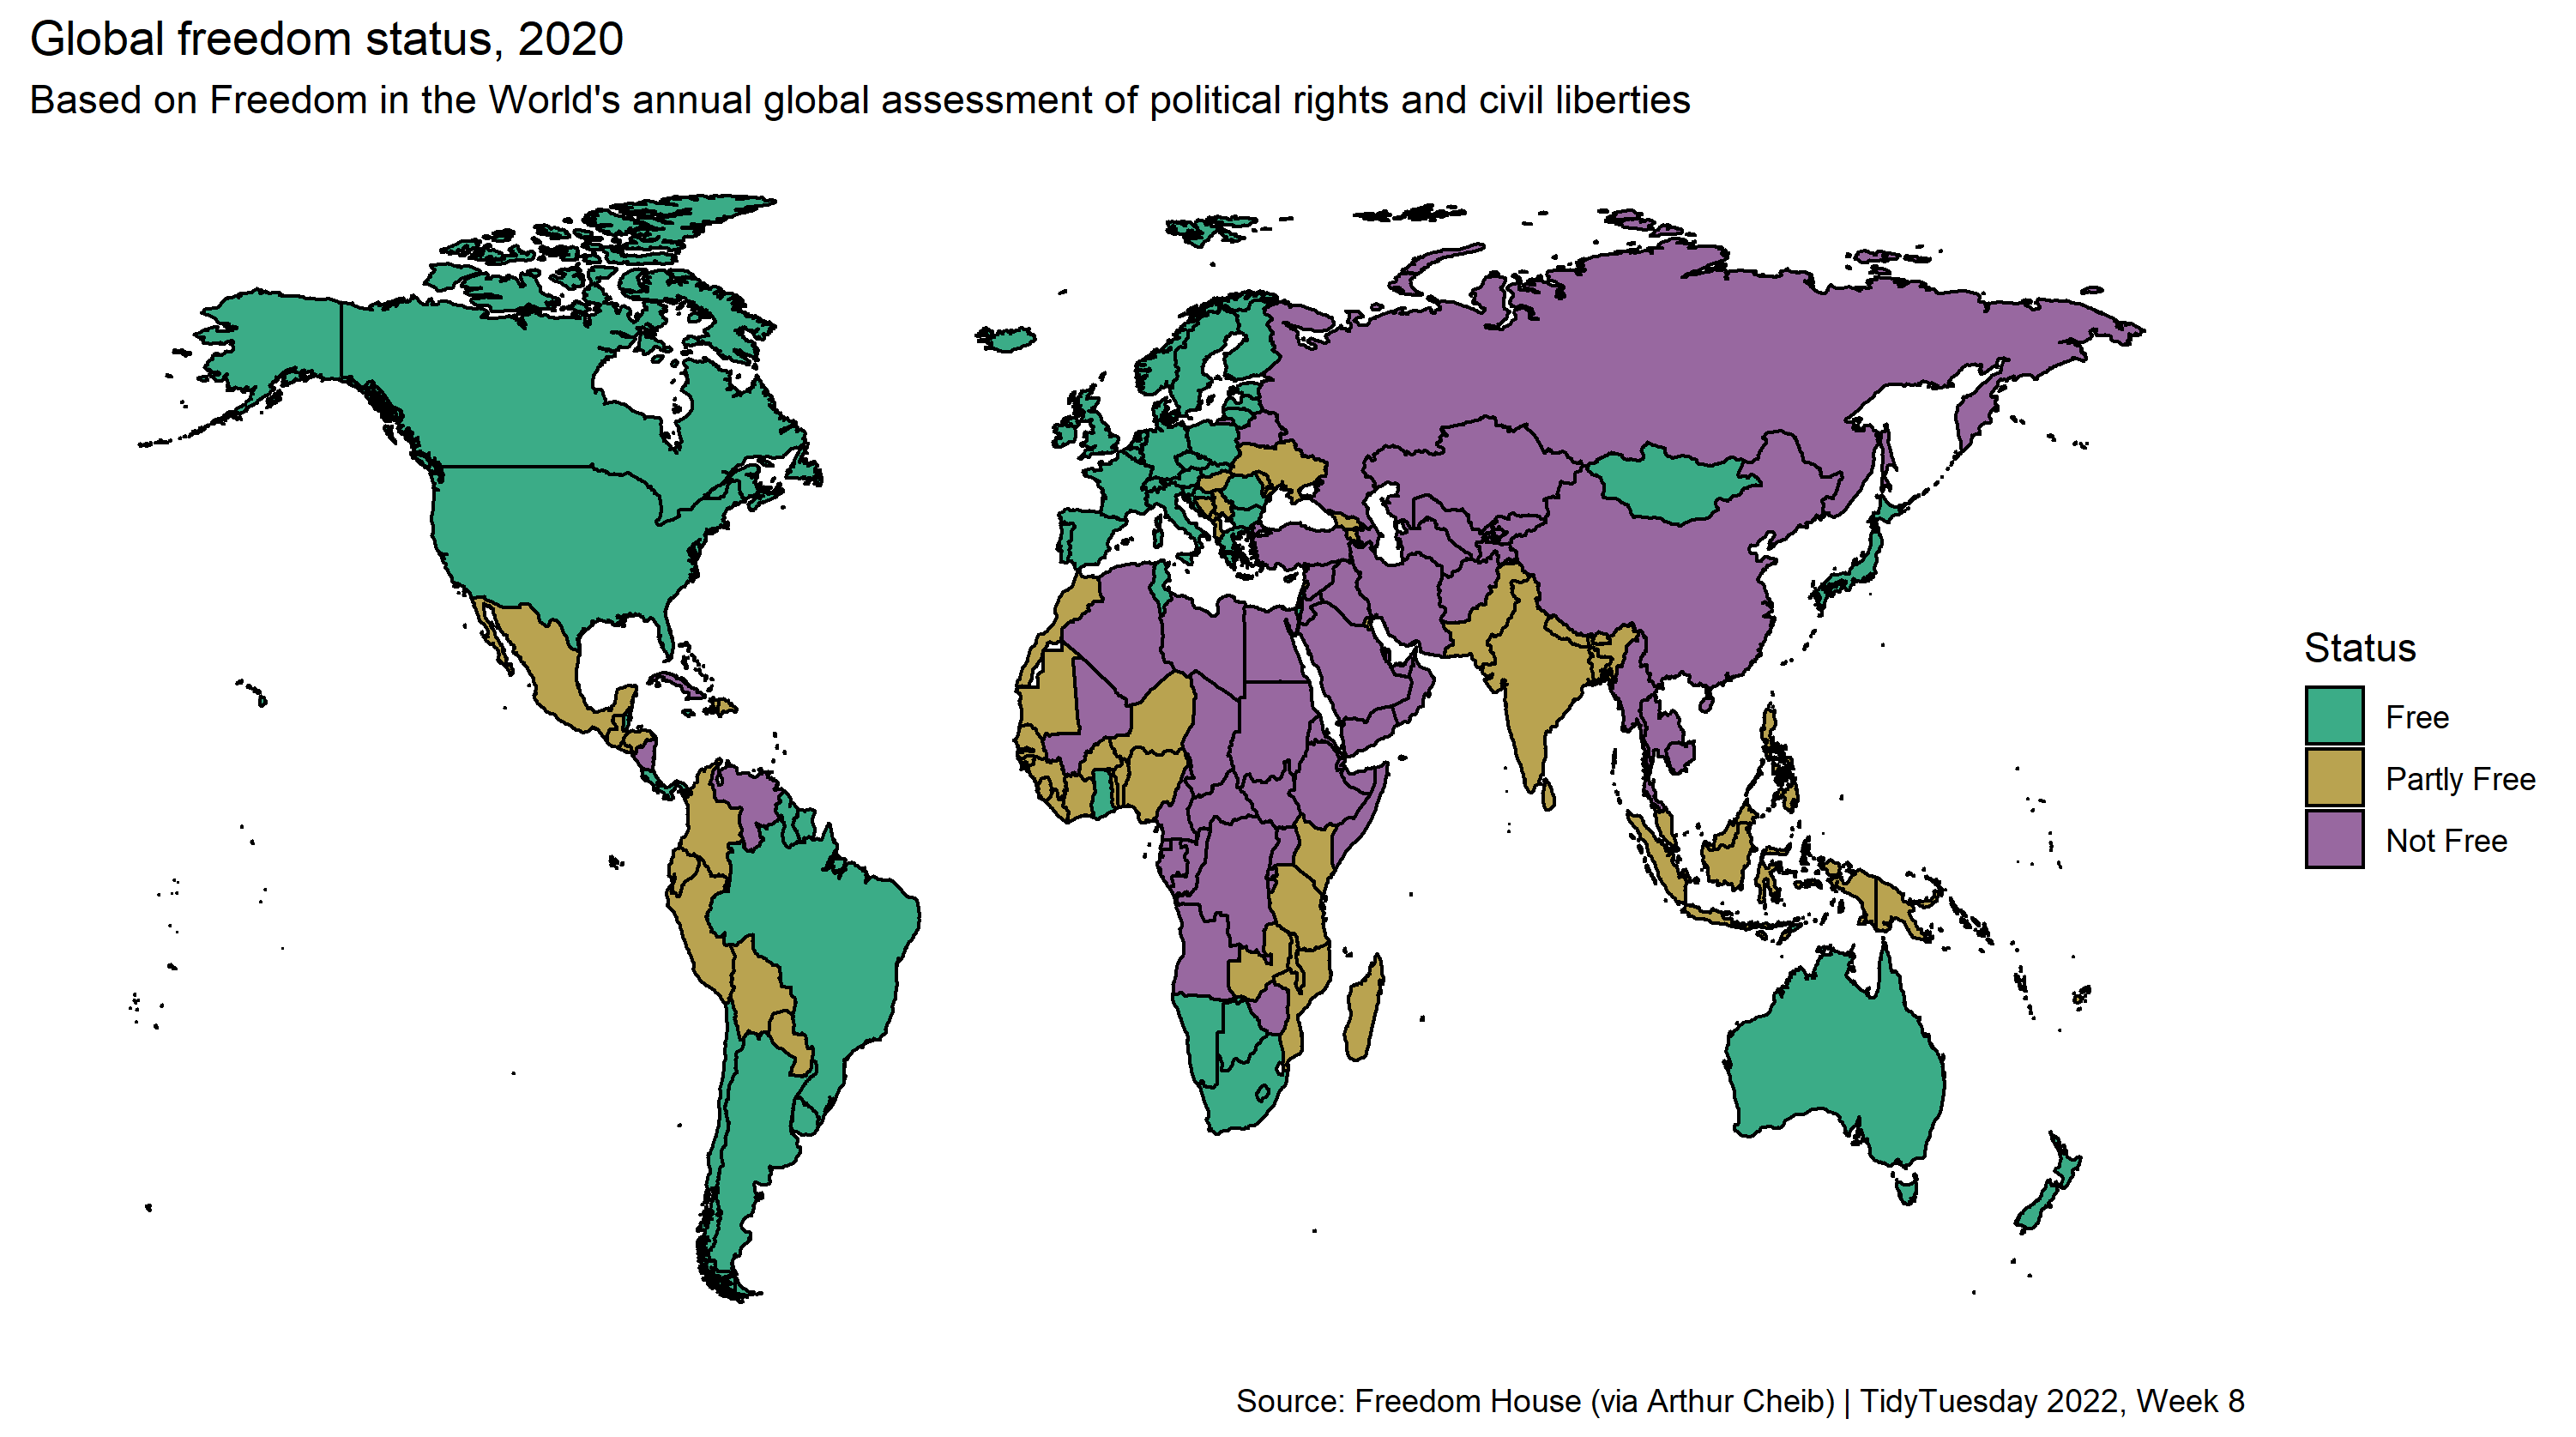 Global freedom status, 2020
Based on Freedom in the World's annual global assessment of political rights and civil liberties
Status
Free
Partly Free
Not Free
Source: Freedom House (via Arthur Cheib) | TidyTuesday 2022, Week 8